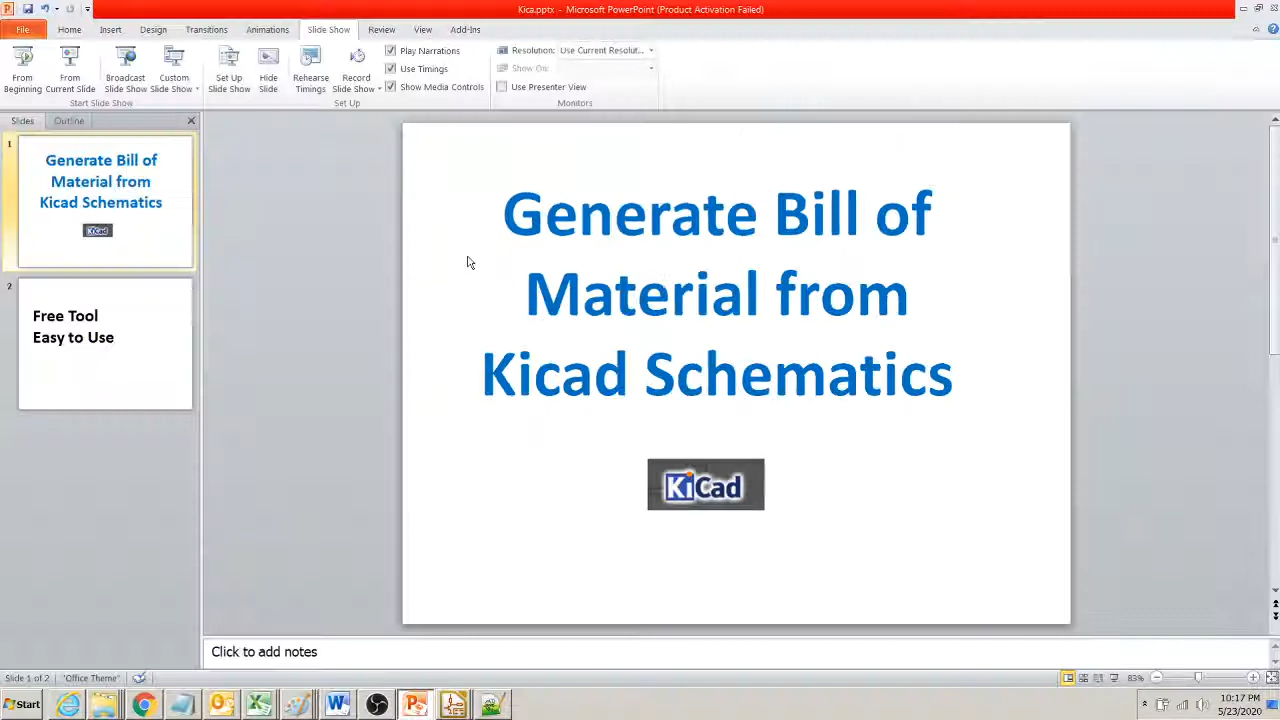 Kica.pptx - Microsoft PowerPoint (Product Activation Failed)
File Home Insert Design Transitions Animations Slide Show Review View Add-Ins
From Beginning
From Current Slide
Broadcast Slide Show
Custom Slide Show
Start Slide Show
Set Up Slide Show
Hide Slide
Rehearse Timings
Record Slide Show
Play Narrations
Use Timings
Show Media Controls
Set Up
Resolution: Use Current Resolut...
Show On:
Use Presenter View
Monitors
Slides Outline
1
Generate Bill of
Material from
Kicad Schematics
KiCad
2
Free Tool
Easy to Use
Generate Bill of
Material from
Kicad Schematics
KiCad
Click to add notes
Slide 1 of 2 "Office Theme" 83%
Start
10:17 PM
5/23/2020